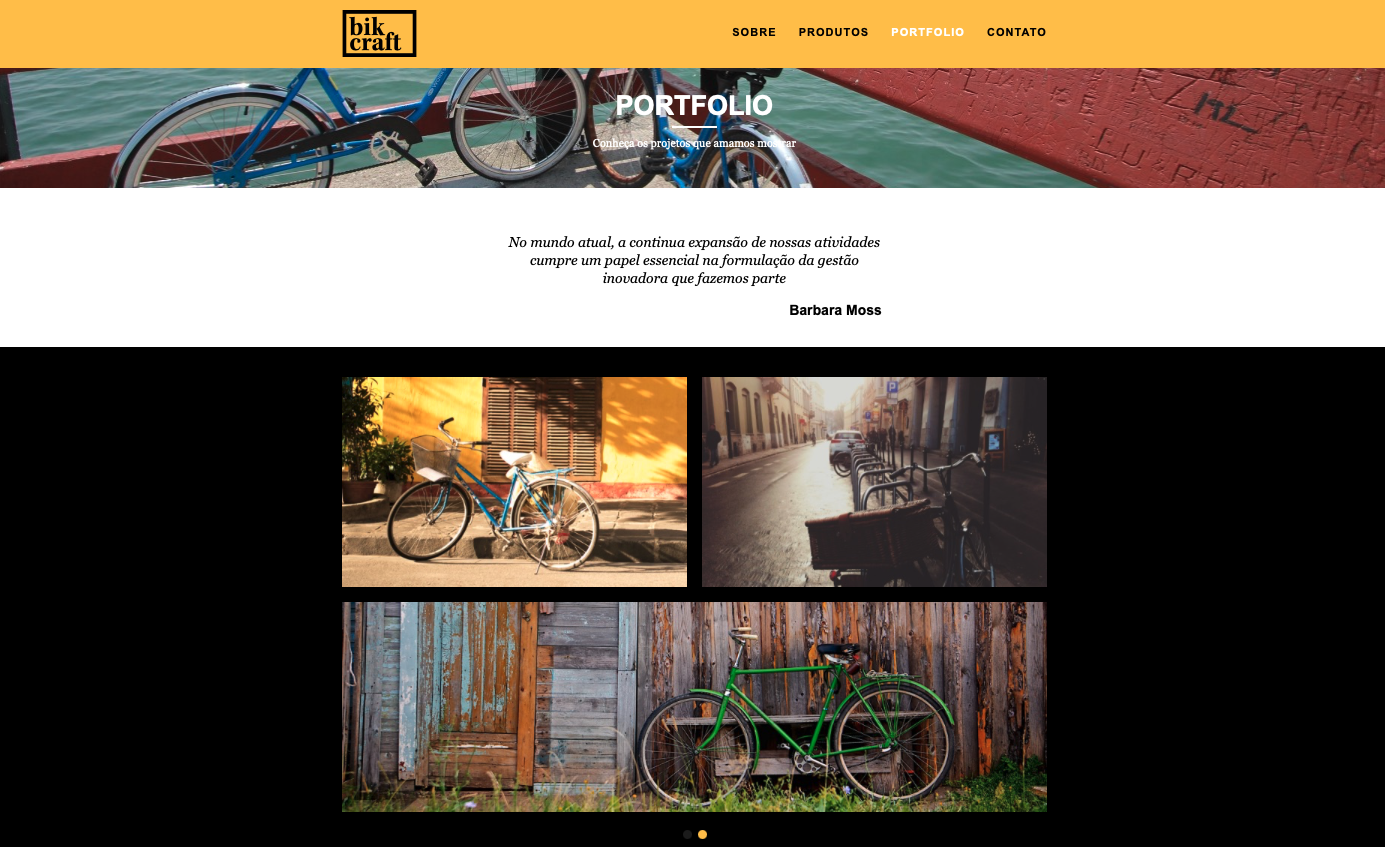 bik
craft
SOBRE PRODUTOS PORTFOLIO CONTATO
PORTFOLIO
Conheça os projetos que amamos mostrar
No mundo atual, a continua expansão de nossas atividades
cumpre um papel essencial na formulação da gestão
inovadora que fazemos parte
Barbara Moss
P